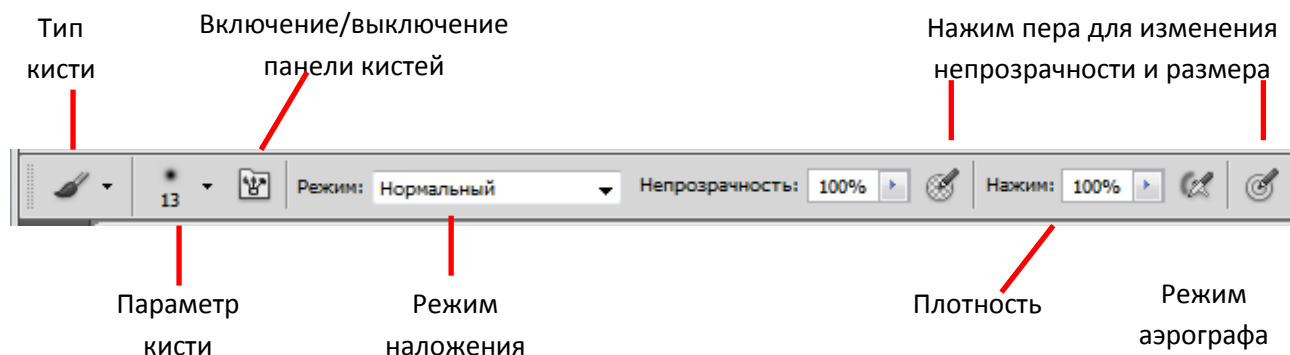 Тип
кисти
Включение/выключение
панели кистей
Нажим пера для изменения
непрозрачности и размера
13
Режим: Нормальный
Непрозрачность: 100%
Нажим: 100%
Параметр
кисти
Режим
наложения
Плотность
Режим
аэрографа